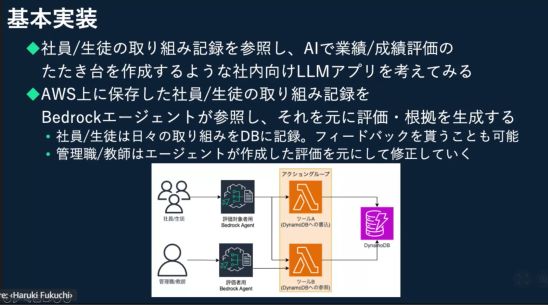 基本実装
◆社員/生徒の取り組み記録を参照し、AIで業績/成績評価の
たたき台を作成するような社内向けLLMアプリを考えてみる
◆AWS上に保存した社員/生徒の取り組み記録を
Bedrockエージェントが参照し、それを元に評価・根拠を生成する
• 社員/生徒は日々の取り組みをDBに記録。フィードバックを貰うことも可能
• 管理職/教師はエージェントが作成した評価を元にして修正していく
アクショングループ
社員/生徒
評価対象者用
Bedrock Agent
ツールA
(DynamoDBへの書込)
DynamoDB
管理職/教師
評価者用
Bedrock Agent
ツールB
(DynamoDBへの参照)
re: ‹Haruki Fukuchi›